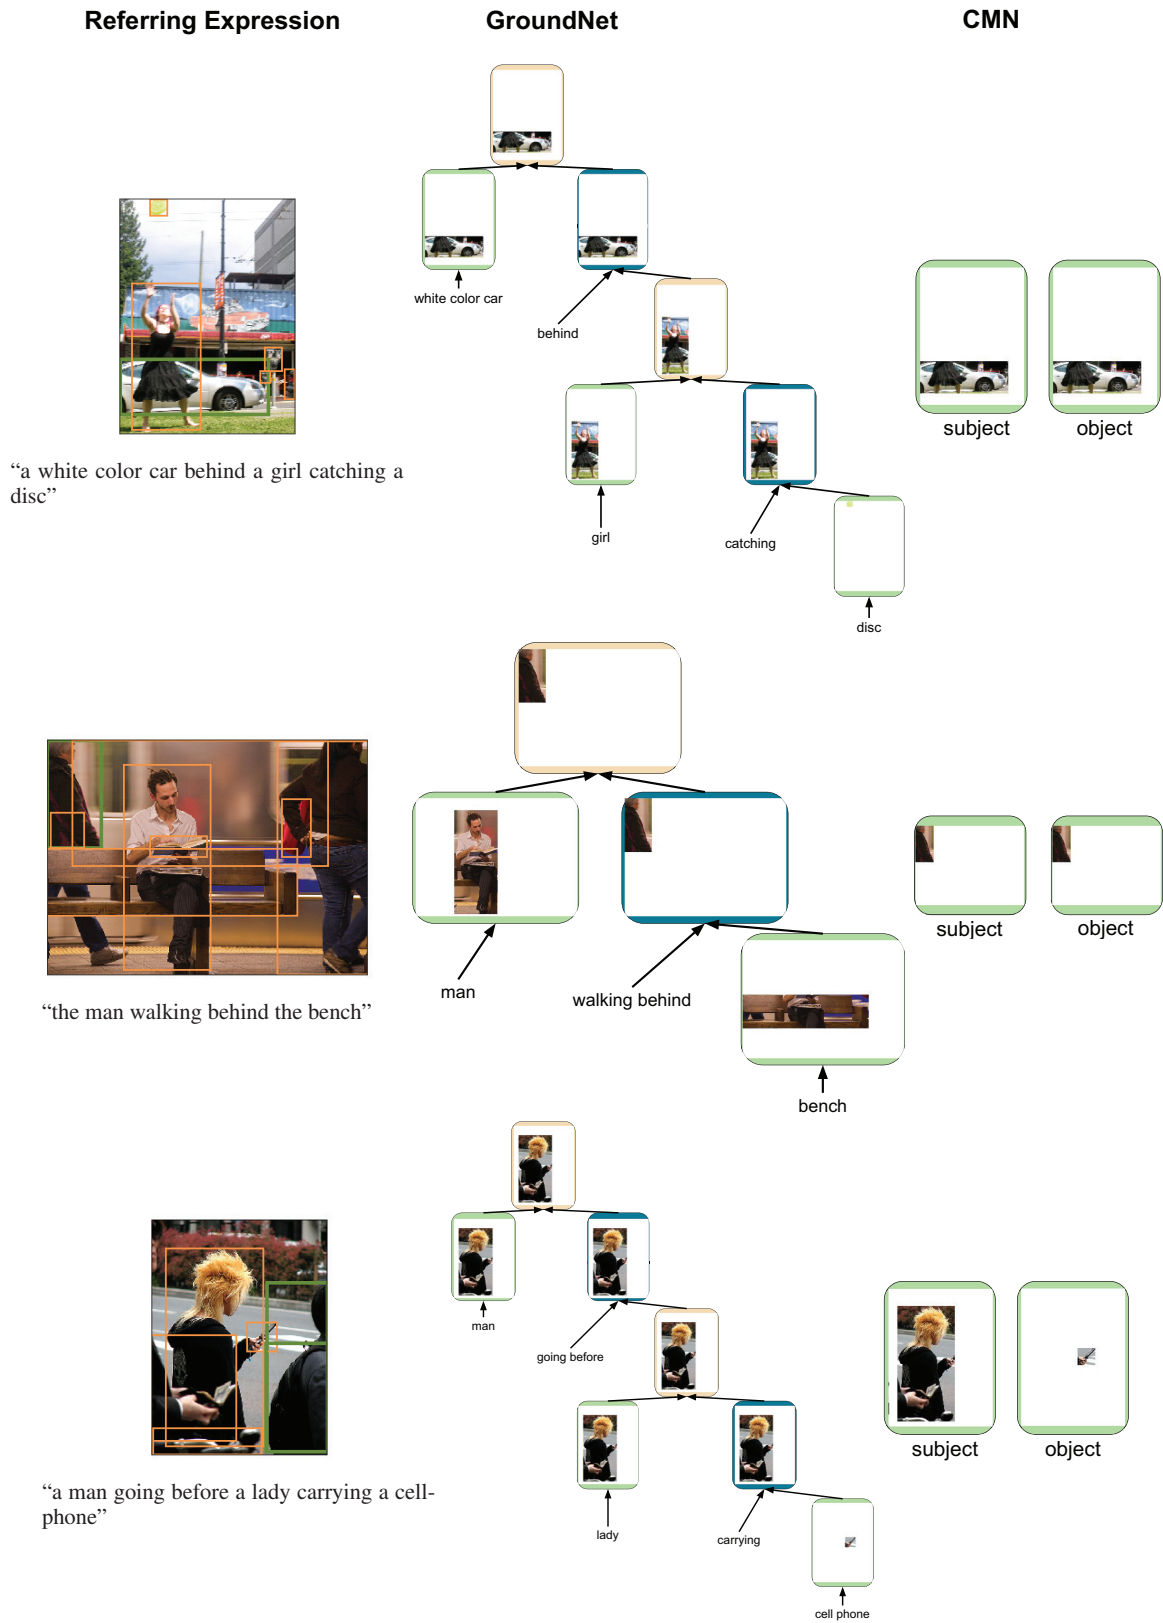 Referring Expression
GroundNet
CMN
white color car
behind
girl
catching
disc
subject
object
“a white color car behind a girl catching a
disc”
man
walking behind
bench
subject
object
“the man walking behind the bench”
man
going before
lady
carrying
cell phone
subject
object
“a man going before a lady carrying a cell-
phone”